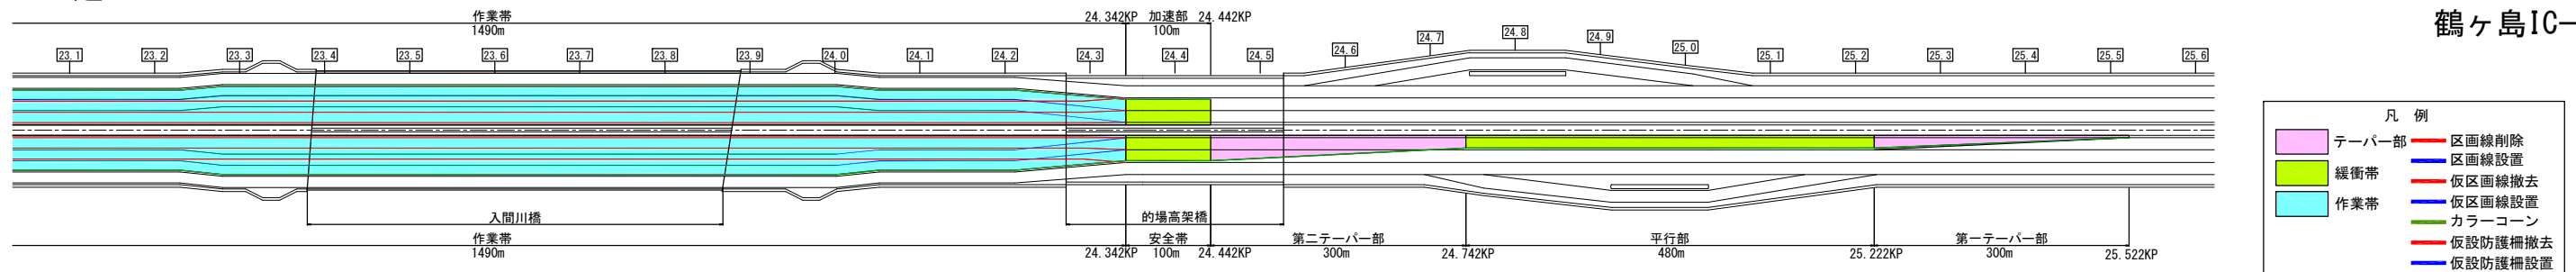 作業帯
1490m
24.342KP
加速部
100m
24.442KP
鶴ヶ島IC
23.1
23.2
23.3
23.4
23.5
23.6
23.7
23.8
23.9
24.0
24.1
24.2
24.3
24.4
24.5
24.6
24.7
24.8
24.9
25.0
25.1
25.2
25.3
25.4
25.5
25.6
凡 例
テーパー部
緩衝帯
作業帯
区画線削除
区画線設置
仮区画線撤去
仮区画線設置
カラーコーン
仮設防護柵撤去
仮設防護柵設置
入間川橋
的場高架橋
作業帯
1490m
24.342KP
安全帯
100m
24.442KP
第二テーパー部
300m
24.742KP
平行部
480m
25.222KP
第一テーパー部
300m
25.522KP